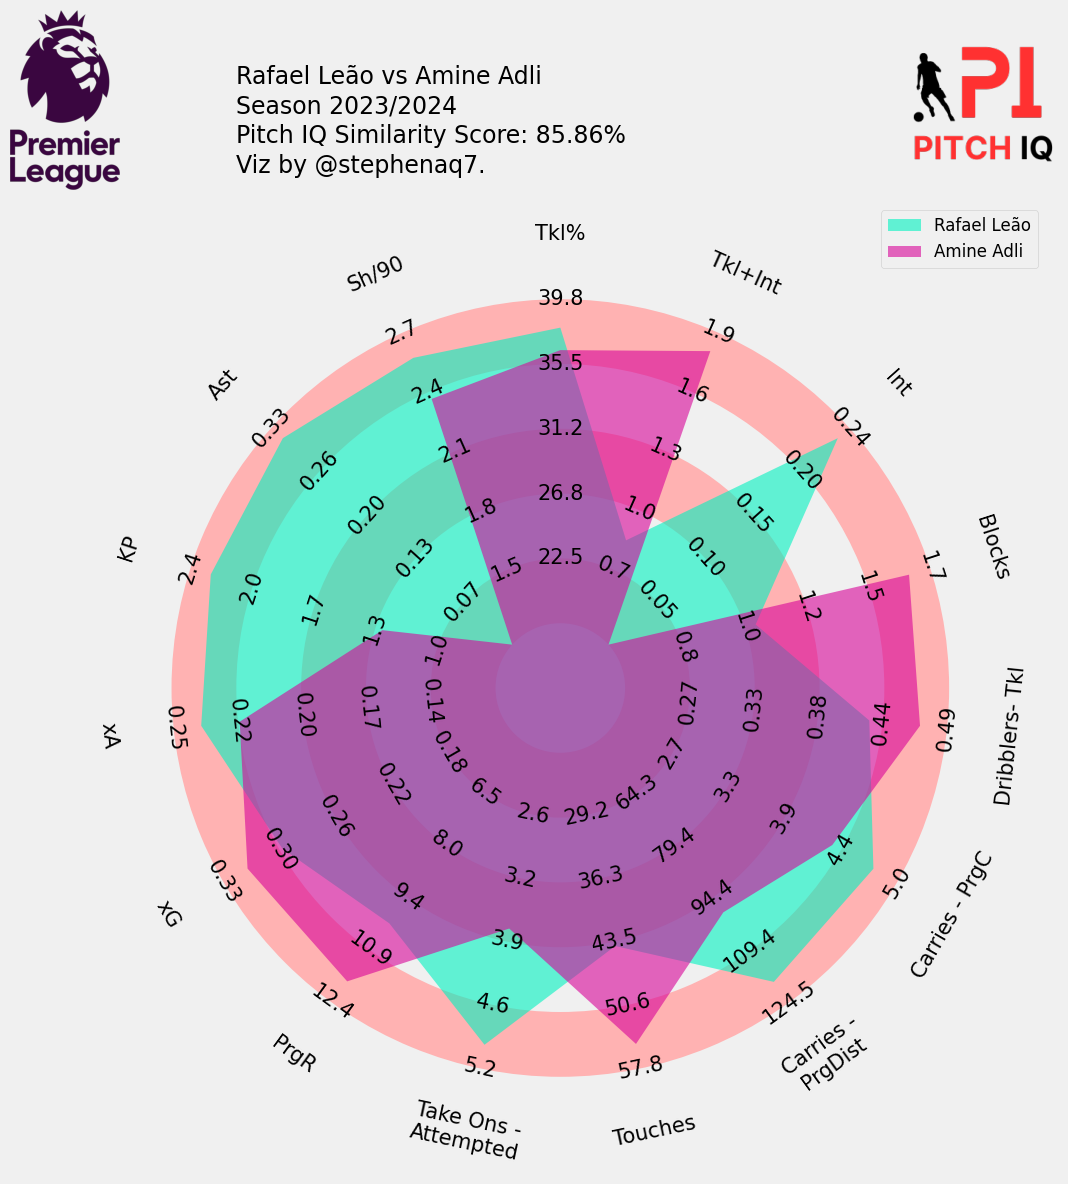 Premier
League
Rafael Leão vs Amine Adli
Season 2023/2024
Pitch IQ Similarity Score: 85.86%
Viz by @stephenaq7.
PI
PITCH IQ
Rafael Leão
Amine Adli
Tkl%
39.8
35.5
31.2
26.8
22.5
Tkl+Int
1.9
1.6
1.3
1.0
0.7
Int
0.24
0.20
0.15
0.10
0.05
Blocks
1.7
1.5
1.2
1.0
0.8
Dribblers- Tkl
0.49
0.44
0.38
0.33
0.27
Carries - PrgC
5.0
4.4
3.9
3.3
2.7
Carries -
PrgDist
124.5
109.4
94.4
79.4
64.3
Touches
57.8
50.6
43.5
36.3
29.2
Take Ons -
Attempted
5.2
4.6
3.9
3.2
2.6
PrgR
12.4
10.9
9.4
8.0
6.5
xG
0.33
0.30
0.26
0.22
0.18
xA
0.25
0.22
0.20
0.17
0.14
KP
2.4
2.0
1.7
1.3
1.0
Ast
0.33
0.26
0.20
0.13
0.07
Sh/90
2.7
2.4
2.1
1.8
1.5